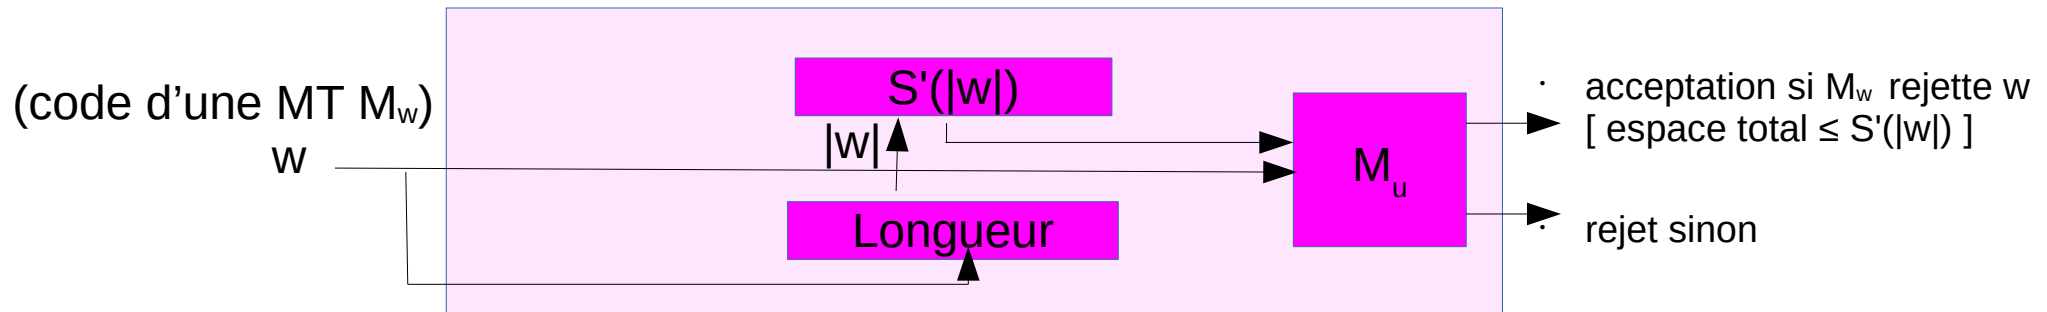 (code d’une MT Mw)
w
S'(|w|)
|w|
Longueur
Mu
· acceptation si Mw rejette w
[ espace total ≤ S'(|w|) ]
· rejet sinon